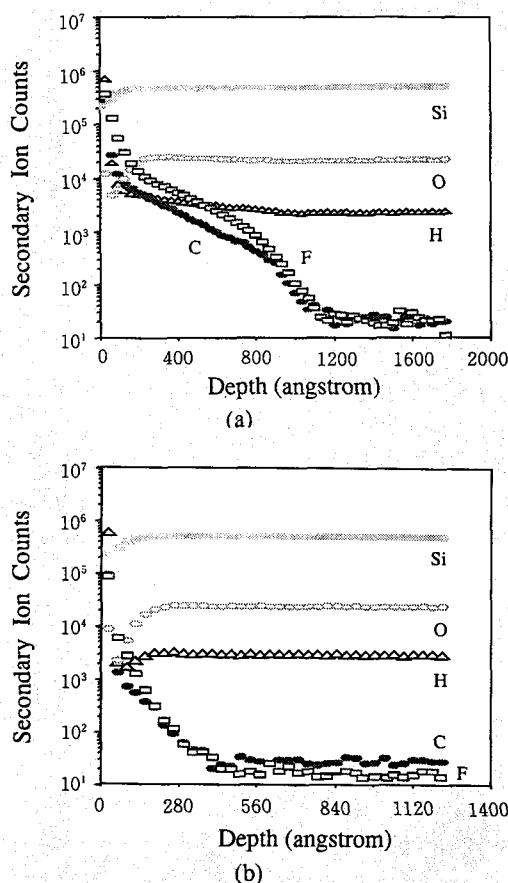 10⁷
10⁶
10⁵
10⁴
10³
10²
10¹
Secondary Ion Counts
Si
O
H
C
F
0 400 800 1200 1600 2000
Depth (angstrom)
(a)
10⁷
10⁶
10⁵
10⁴
10³
10²
10¹
Secondary Ion Counts
Si
O
H
C
F
0 280 560 840 1120 1400
Depth (angstrom)
(b)